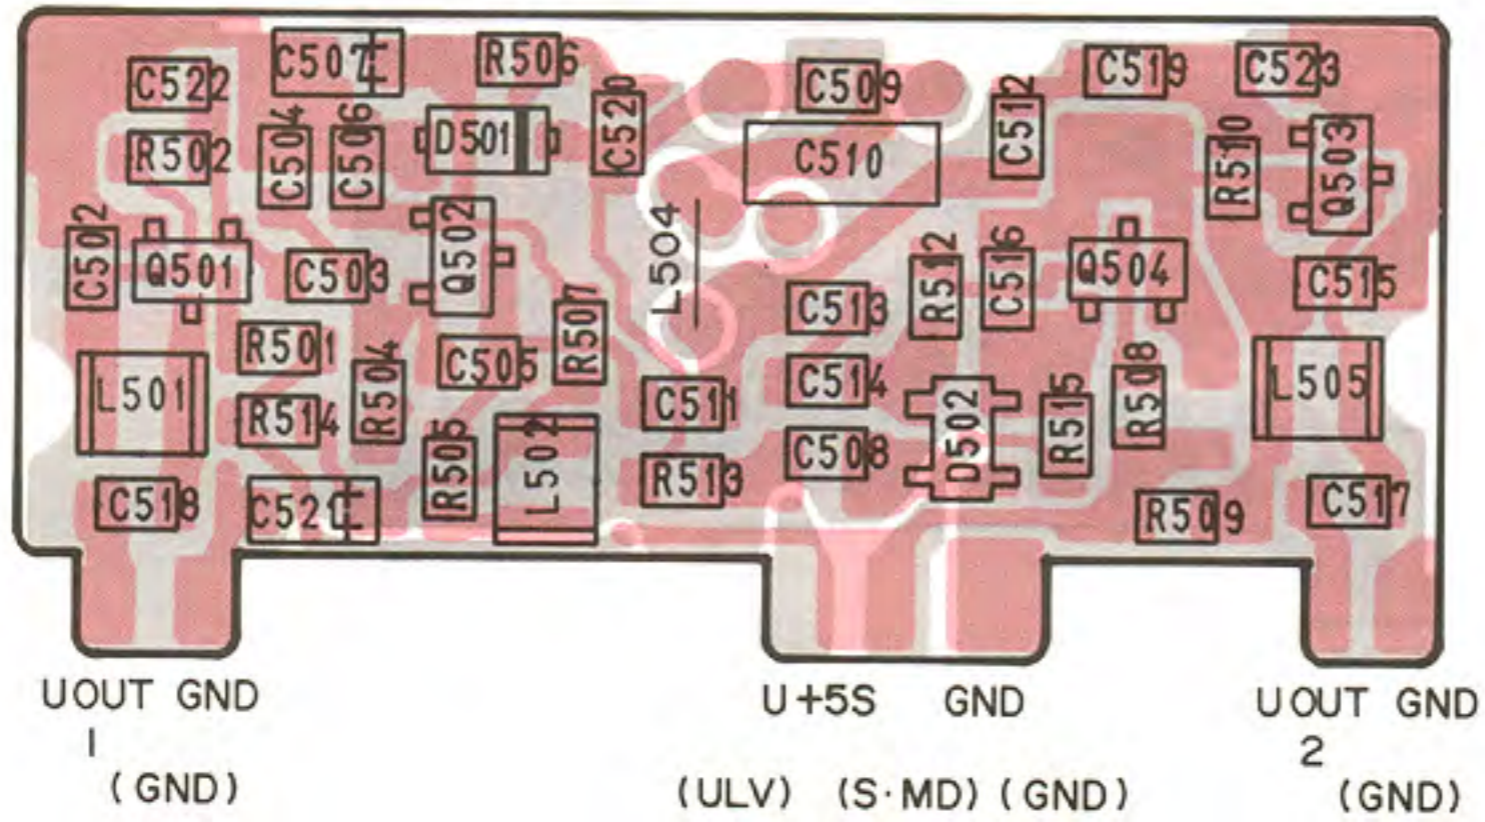 C522
C507
R506
C520
C509
C512
C519
C523
R502
C504
C506
D501
C510
R510
Q503
C502
Q501
C503
Q502
L504
R512
C516
Q504
C515
R501
R504
C505
R507
C513
R508
L501
R514
C511
C514
D502
R515
L505
C518
C521
R505
L502
R513
C508
R509
C517
UOUT GND
1
(GND)
U+5S GND
(ULV) (S·MD) (GND)
UOUT GND
2
(GND)